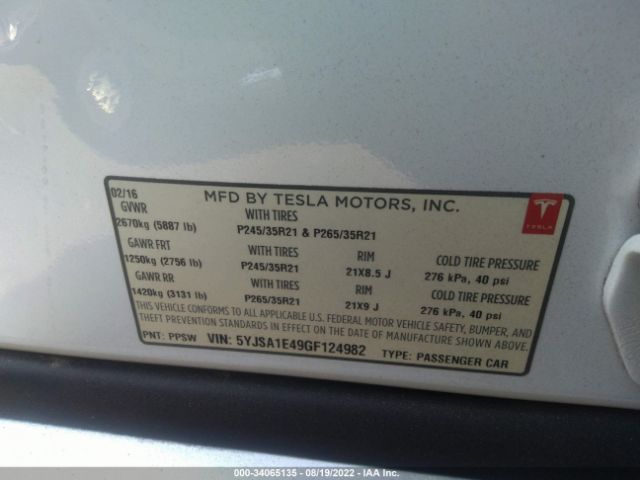 02/16 MFD BY TESLA MOTORS, INC.
GVWR WITH TIRES
2670kg (5887 lb) P245/35R21 & P265/35R21
TESLA
GAWR FRT WITH TIRES RIM COLD TIRE PRESSURE
1250kg (2756 lb) P245/35R21 21X8.5 J 276 kPa, 40 psi
GAWR RR WITH TIRES RIM COLD TIRE PRESSURE
1420kg (3131 lb) P265/35R21 21X9 J 276 kPa, 40 psi
THIS VEHICLE CONFORMS TO ALL APPLICABLE U.S. FEDERAL MOTOR VEHICLE SAFETY, BUMPER, AND
THEFT PREVENTION STANDARDS IN EFFECT ON THE DATE OF MANUFACTURE SHOWN ABOVE.
PNT: PPSW VIN: 5YJSA1E49GF124982 TYPE: PASSENGER CAR
000-34065135 - 08/19/2022 - IAA Inc.